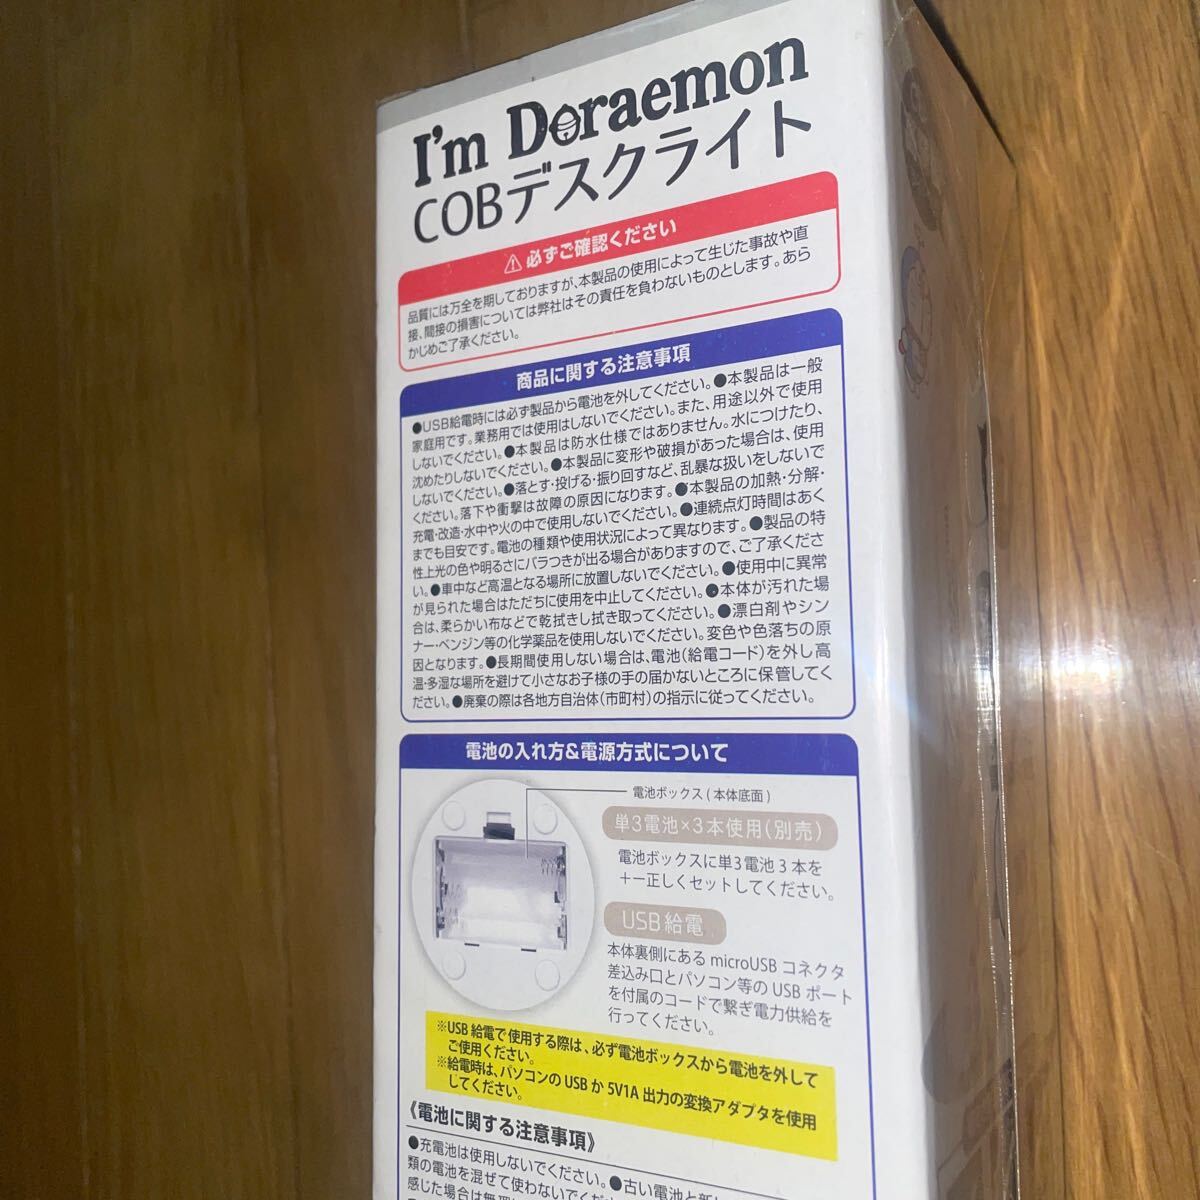 I'm Doraemon
COBデスクライト
⚠必ずご確認ください
品質には万全を期しておりますが、本製品の使用によって生じた事故や直
接、間接の損害については弊社はその責任を負わないものとします。あら
かじめご了承ください。
商品に関する注意事項
●USB給電時には必ず製品から電池を外してください。●本製品は一般
家庭用です。業務用では使用はしないでください。また、用途以外で使用
しないでください。●本製品は防水仕様ではありません。水につけたり、
沈めたりしないでください。●本製品に変形や破損があった場合は、使用
しないでください。●落とす・投げる・振り回すなど、乱暴な扱いをしないで
ください。落下や衝撃は故障の原因になります。●本製品の加熱・分解・
充電・改造・水中や火の中で使用しないでください。●連続点灯時間はあく
までも目安です。電池の種類や使用状況によって異なります。●製品の特
性上光の色や明るさにバラつきが出る場合がありますので、ご了承くださ
い。●車中など高温となる場所に放置しないでください。●使用中に異常
が見られた場合はただちに使用を中止してください。●本体が汚れた場
合は、柔らかい布などで乾拭きし拭き取ってください。●漂白剤やシン
ナー・ベンジン等の化学薬品を使用しないでください。変色や色落ちの原
因となります。●長期間使用しない場合は、電池（給電コード）を外し高
温・多湿な場所を避けて小さなお子様の手の届かないところに保管してく
ださい。●廃棄の際は各地方自治体（市町村）の指示に従ってください。
電池の入れ方&電源方式について
電池ボックス（本体底面）
単3電池×3本使用（別売）
電池ボックスに単3電池3本を
＋－正しくセットしてください。
USB給電
本体裏側にあるmicroUSBコネクタ
差込み口とパソコン等のUSBポート
を付属のコードで繋ぎ電力供給を
行ってください。
※USB給電で使用する際は、必ず電池ボックスから電池を外して
ご使用ください。
※給電時は、パソコンのUSBか5V1A出力の変換アダプタを使用
してください。
《電池に関する注意事項》
●充電池は使用しないでください。●古い電池と新し
類の電池を混ぜて使わないでくだ
感じた場合は無理